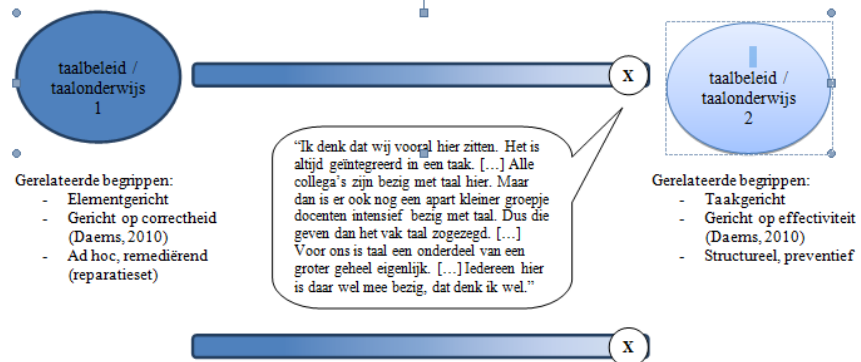 taalbeleid /
taalonderwijs
1
X
taalbeleid /
taalonderwijs
2
“Ik denk dat wij vooral hier zitten. Het is
altijd geïntegreerd in een taak. […] Alle
collega’s zijn bezig met taal hier. Maar
dan is er ook nog een apart kleiner groepje
docenten intensief bezig met taal. Dus die
geven dan het vak taal zogezegd. […]
Voor ons is taal een onderdeel van een
groter geheel eigenlijk. […] Iedereen hier
is daar wel mee bezig, dat denk ik wel.”
Gerelateerde begrippen:
- Elementgericht
- Gericht op correctheid
(Daems, 2010)
- Ad hoc, remediërend
(reparatieset)
Gerelateerde begrippen:
- Taakgericht
- Gericht op effectiviteit
(Daems, 2010)
- Structureel, preventief
X